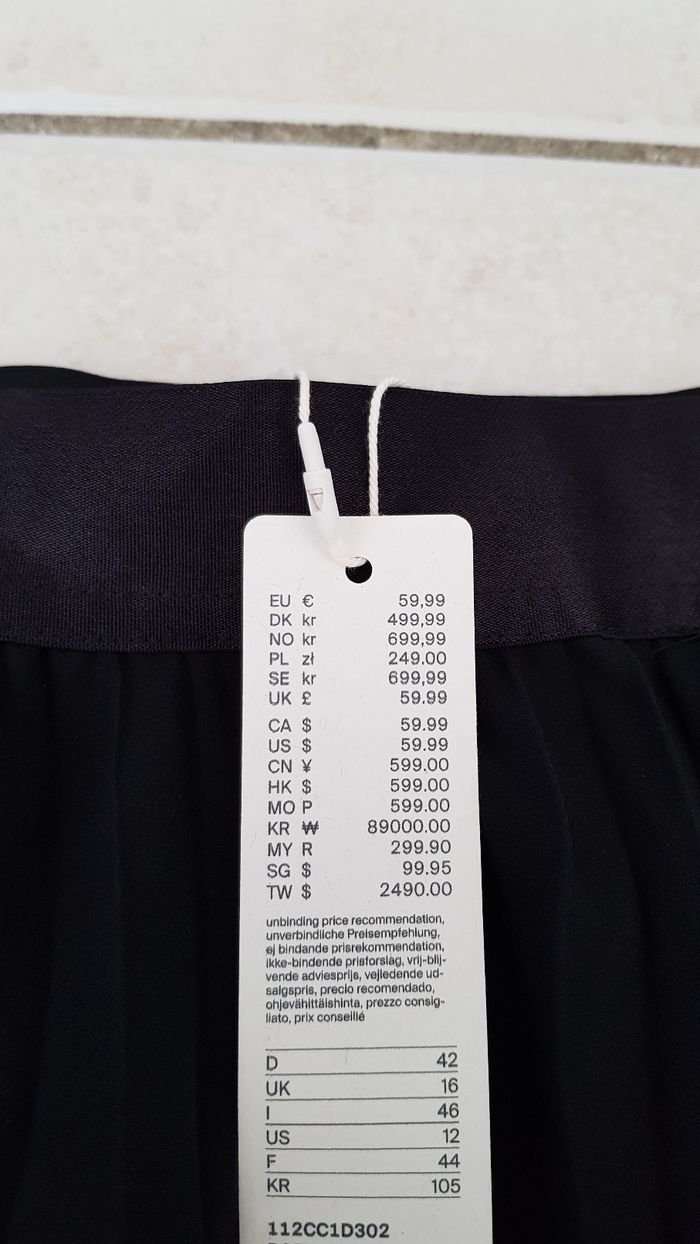 EU € 59,99
DK kr 499,99
NO kr 699,99
PL zł 249.00
SE kr 699,99
UK £ 59.99
CA $ 59.99
US $ 59.99
CN ¥ 599.00
HK $ 599.00
MO P 599.00
KR ₩ 89000.00
MY R 299.90
SG $ 99.95
TW $ 2490.00
unbinding price recommendation,
unverbindliche Preisempfehlung,
ej bindande prisrekommendation,
ikke-bindende prisforslag, vrij-blij-
vende adviesprijs, vejledende ud-
salgspris, precio recomendado,
ohjevähittäishinta, prezzo consig-
liato, prix conseillé
D 42
UK 16
I 46
US 12
F 44
KR 105
112CC1D302